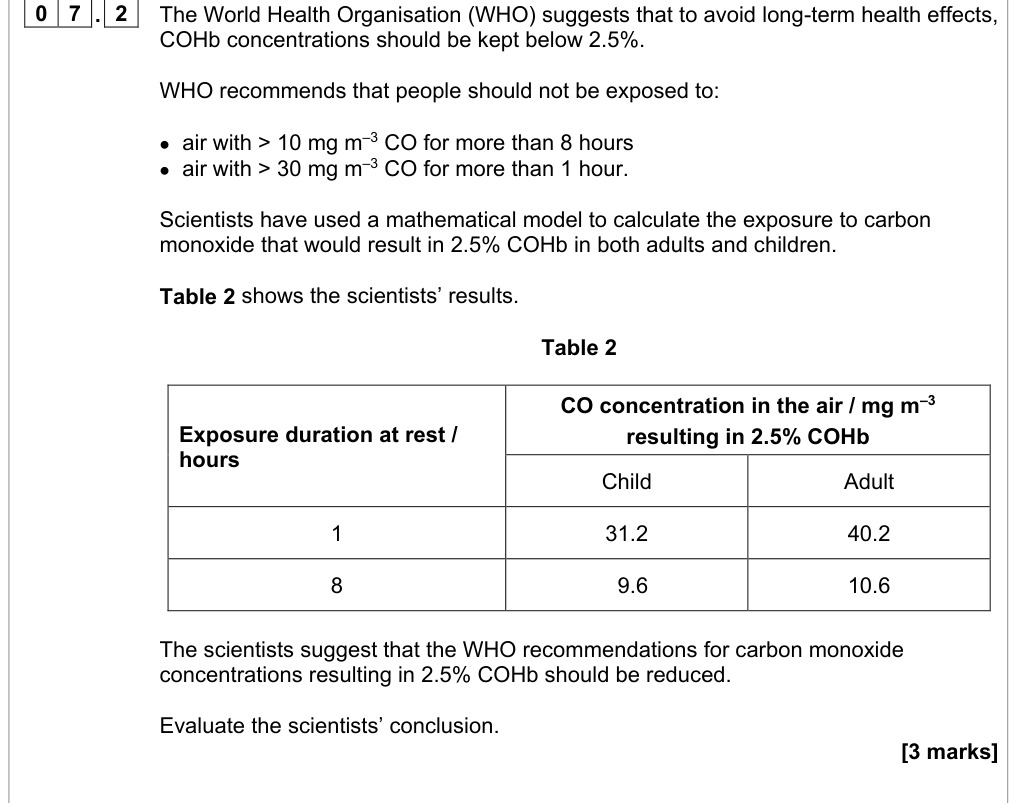 0 7 . 2 The World Health Organisation (WHO) suggests that to avoid long-term health effects,
COHb concentrations should be kept below 2.5%.
WHO recommends that people should not be exposed to:
• air with > 10 mg m⁻³ CO for more than 8 hours
• air with > 30 mg m⁻³ CO for more than 1 hour.
Scientists have used a mathematical model to calculate the exposure to carbon
monoxide that would result in 2.5% COHb in both adults and children.
Table 2 shows the scientists’ results.
Table 2
Exposure duration at rest /
hours
CO concentration in the air / mg m⁻³
resulting in 2.5% COHb
Child Adult
1 31.2 40.2
8 9.6 10.6
The scientists suggest that the WHO recommendations for carbon monoxide
concentrations resulting in 2.5% COHb should be reduced.
Evaluate the scientists’ conclusion.
[3 marks]